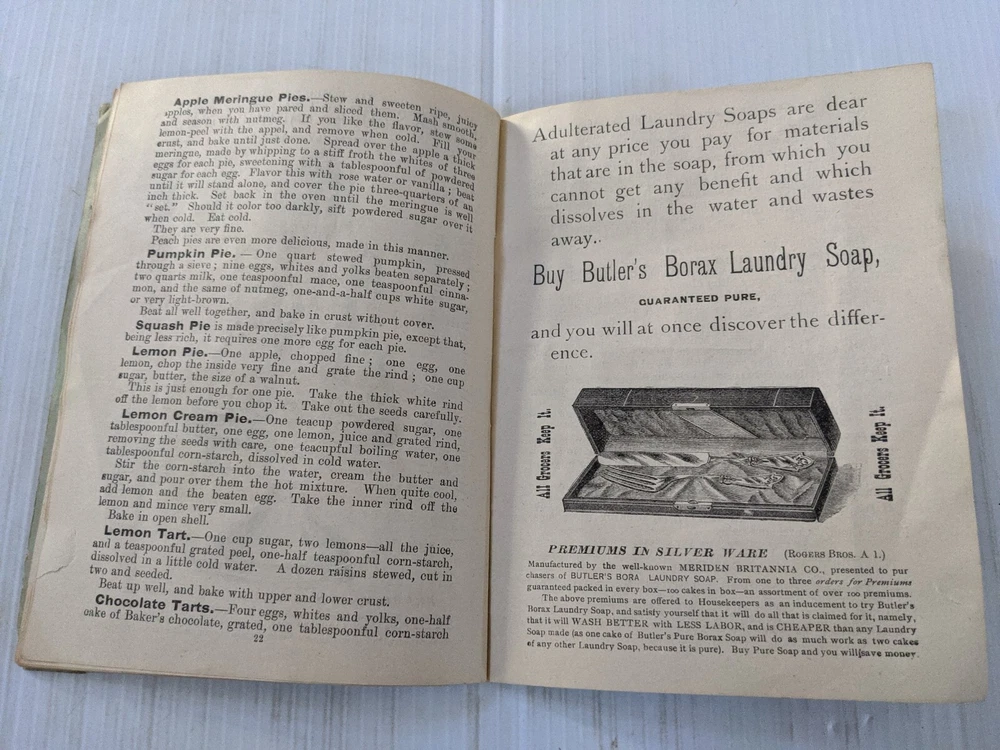 Apple Meringue Pies.—Stew and sweeten ripe, juicy
apples, when you have pared and sliced them. Mash smooth,
and season with nutmeg. If you like the flavor, stew some
lemon-peel with the appel, and remove when cold. Fill your
crust, and bake until just done. Spread over the apple a thick
meringue, made by whipping to a stiff froth the whites of three
eggs for each pie, sweetening with a tablespoonful of powdered
sugar for each egg. Flavor this with rose water or vanilla; beat
until it will stand alone, and cover the pie three-quarters of an
inch thick. Set back in the oven until the meringue is well
"set." Should it color too darkly, sift powdered sugar over it
when cold. Eat cold.
They are very fine.
Peach pies are even more delicious, made in this manner.
Pumpkin Pie. — One quart stewed pumpkin, pressed
through a sieve; nine eggs, whites and yolks beaten separately;
two quarts milk, one teaspoonful mace, one teaspoonful cinna-
mon, and the same of nutmeg, one-and-a-half cups white sugar,
or very light-brown.
Beat all well together, and bake in crust without cover.
Squash Pie is made precisely like pumpkin pie, except that,
being less rich, it requires one more egg for each pie.
Lemon Pie.—One apple, chopped fine; one egg, one
lemon, chop the inside very fine and grate the rind; one cup
sugar, butter, the size of a walnut.
This is just enough for one pie. Take the thick white rind
off the lemon before you chop it. Take out the seeds carefully.
Lemon Cream Pie.—One teacup powdered sugar, one
tablespoonful butter, one egg, one lemon, juice and grated rind,
removing the seeds with care, one teacupful boiling water, one
tablespoonful corn-starch, dissolved in cold water.
Stir the corn-starch into the water, cream the butter and
sugar, and pour over them the hot mixture. When quite cool,
add lemon and the beaten egg. Take the inner rind off the
lemon and mince very small.
Bake in open shell.
Lemon Tart.—One cup sugar, two lemons—all the juice,
and a teaspoonful grated peel, one-half teaspoonful corn-starch,
dissolved in a little cold water. A dozen raisins stewed, cut in
two and seeded.
Beat up well, and bake with upper and lower crust.
Chocolate Tarts.—Four eggs, whites and yolks, one-half
cake of Baker's chocolate, grated, one tablespoonful corn-starch
22
Adulterated Laundry Soaps are dear
at any price you pay for materials
that are in the soap, from which you
cannot get any benefit and which
dissolves in the water and wastes
away.
Buy Butler's Borax Laundry Soap,
GUARANTEED PURE,
and you will at once discover the differ-
ence.
All Grocers Keep It.
All Grocers Keep It.
PREMIUMS IN SILVER WARE (ROGERS BROS. A 1.)
Manufactured by the well-known MERIDEN BRITANNIA CO., presented to pur
chasers of BUTLER'S BORA LAUNDRY SOAP. From one to three orders for Premiums
guaranteed packed in every box—100 cakes in box—an assortment of over 100 premiums.
The above premiums are offered to Housekeepers as an inducement to try Butler's
Borax Laundry Soap, and satisfy yourself that it will do all that is claimed for it, namely,
that it will WASH BETTER with LESS LABOR, and is CHEAPER than any Laundry
Soap made (as one cake of Butler's Pure Borax Soap will do as much work as two cakes
of any other Laundry Soap, because it is pure). Buy Pure Soap and you will save money.